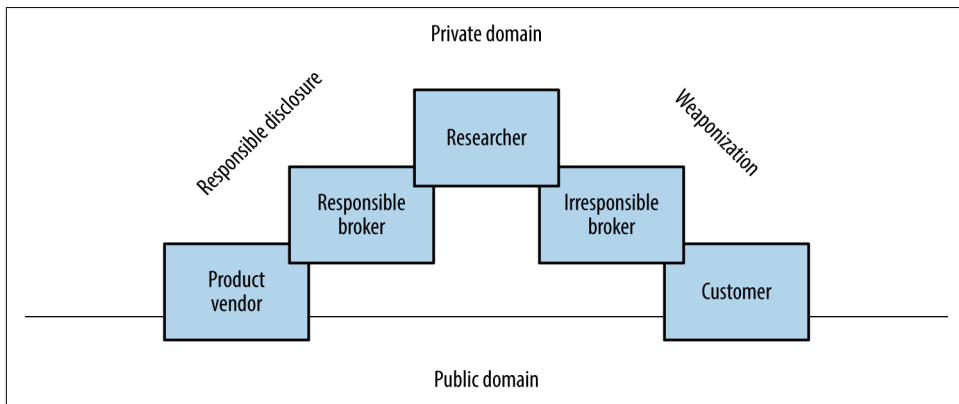 Private domain
Responsible disclosure
Weaponization
Researcher
Responsible
broker
Irresponsible
broker
Product
vendor
Customer
Public domain